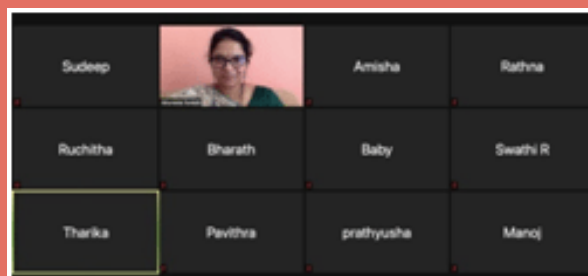 Sudeep
Amisha
Rathna
Ruchitha
Bharath
Baby
Swathi R
Tharika
Pavithra
prathyusha
Manoj